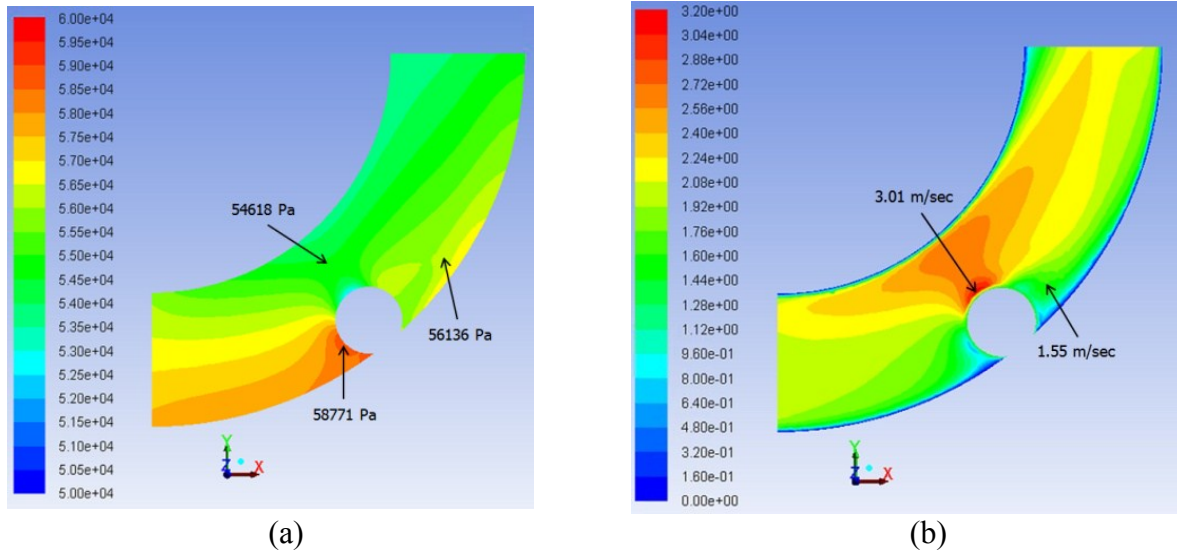 6.00e+04
5.95e+04
5.90e+04
5.85e+04
5.80e+04
5.75e+04
5.70e+04
5.65e+04
5.60e+04
5.55e+04
5.50e+04
5.45e+04
5.40e+04
5.35e+04
5.30e+04
5.25e+04
5.20e+04
5.15e+04
5.10e+04
5.05e+04
5.00e+04
54618 Pa
56136 Pa
58771 Pa
Y
Z
X
(a)
3.20e+00
3.04e+00
2.88e+00
2.72e+00
2.56e+00
2.40e+00
2.24e+00
2.08e+00
1.92e+00
1.76e+00
1.60e+00
1.44e+00
1.28e+00
1.12e+00
9.60e-01
8.00e-01
6.40e-01
4.80e-01
3.20e-01
1.60e-01
0.00e+00
3.01 m/sec
1.55 m/sec
Y
Z
X
(b)